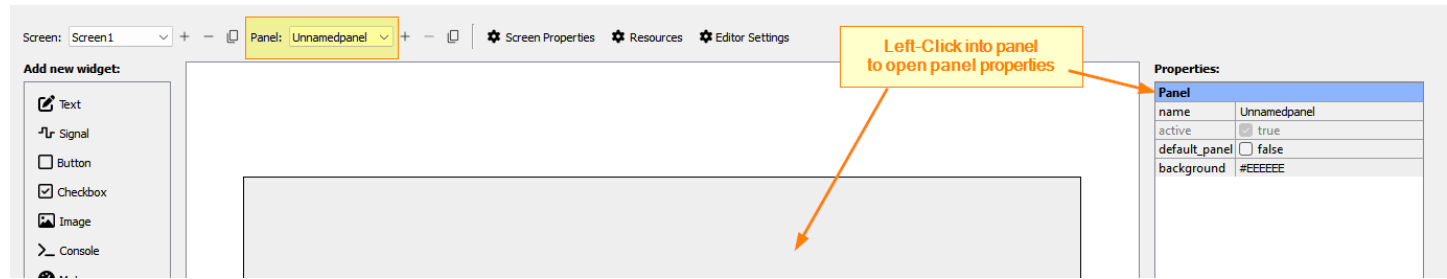 Screen: Screen1 Panel: Unnamedpanel Screen Properties Resources Editor Settings
Left-Click into panel
to open panel properties
Add new widget:
Text
Signal
Button
Checkbox
Image
Console
Properties:
Panel
name Unnamedpanel
active true
default_panel false
background #EEEEEE